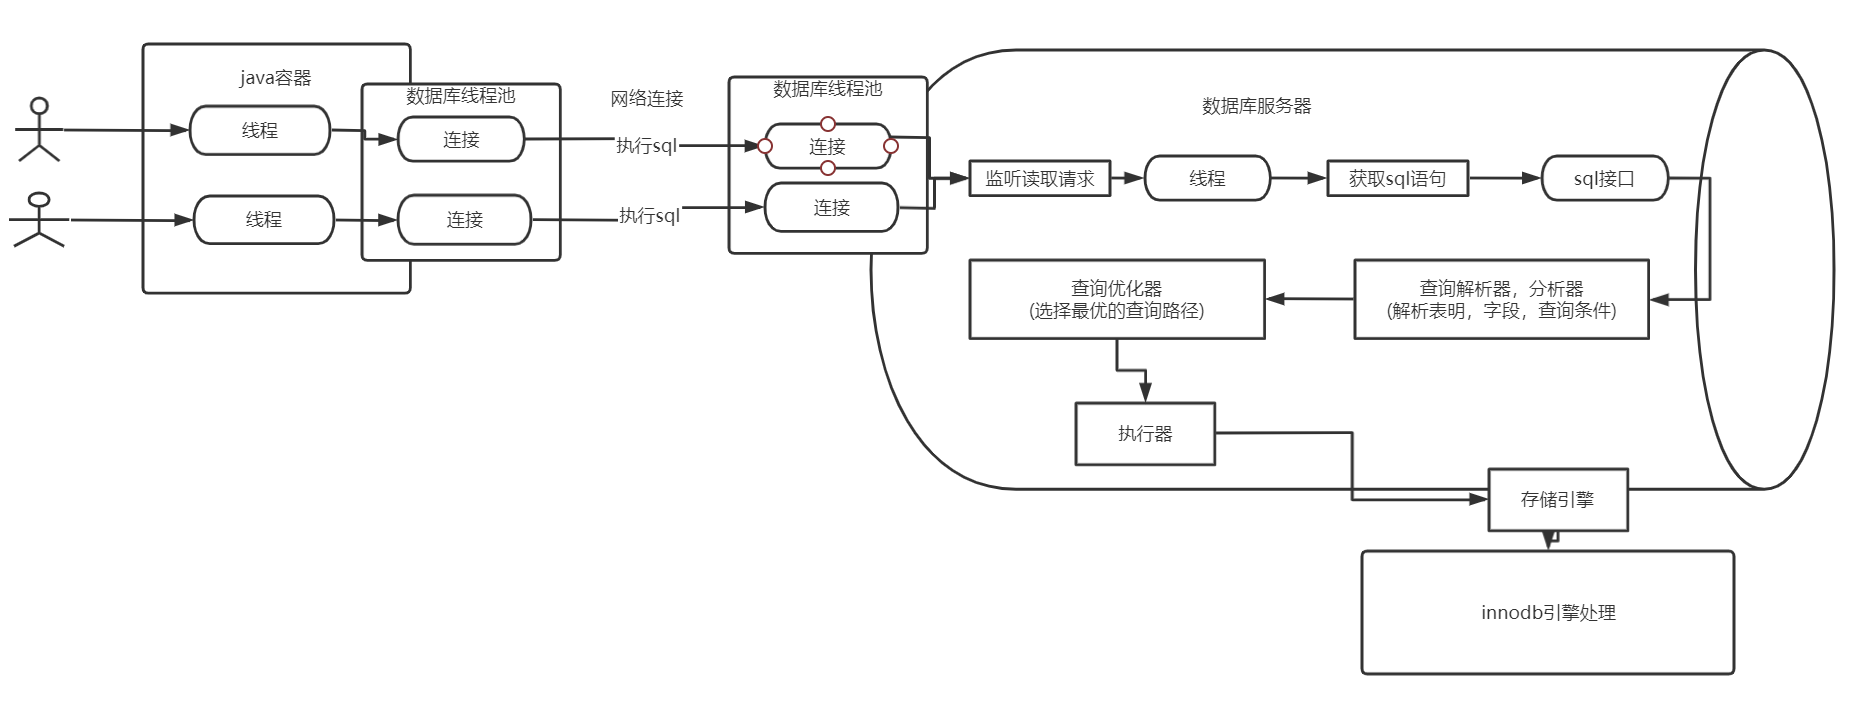 java容器
数据库线程池
线程
连接
线程
连接
网络连接
执行sql
执行sql
数据库线程池
连接
连接
数据库服务器
监听读取请求
线程
获取sql语句
sql接口
查询解析器，分析器
(解析表明，字段，查询条件)
查询优化器
(选择最优的查询路径)
执行器
存储引擎
innodb引擎处理